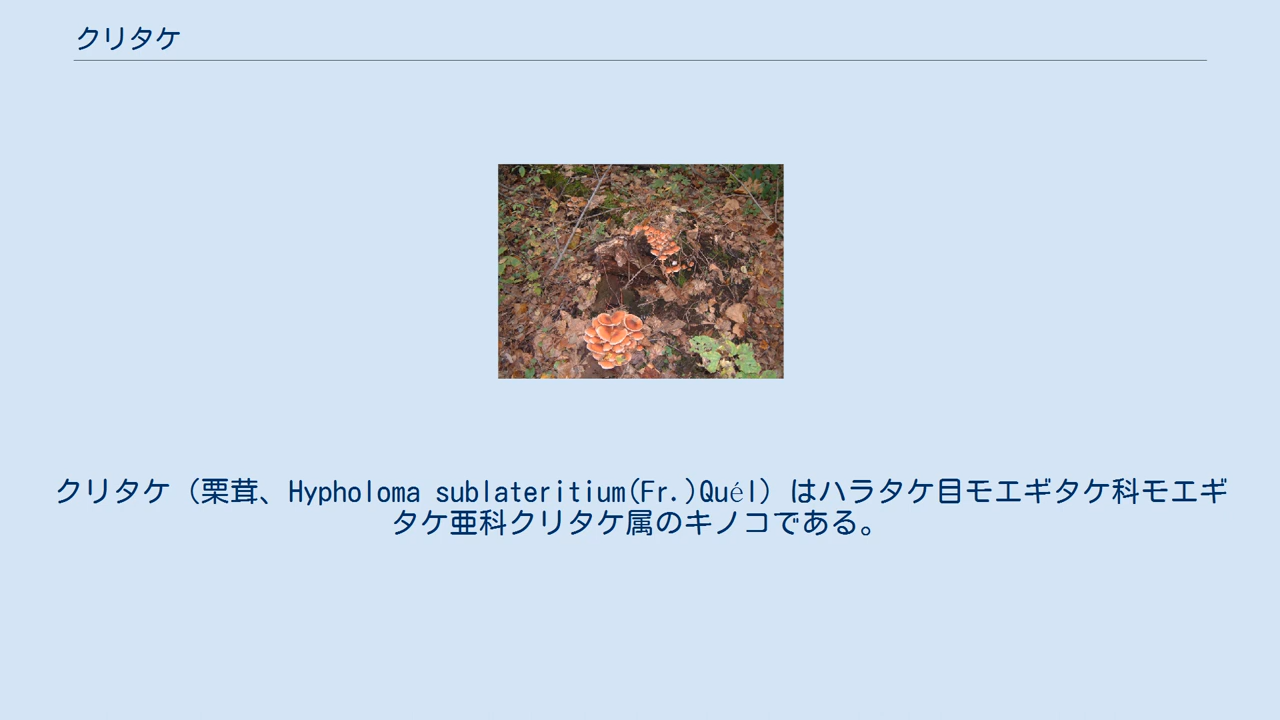 クリタケ
クリタケ（栗茸、Hypholoma sublateritium(Fr.)Quél）はハラタケ目モエギタケ科モエギ
タケ亜科クリタケ属のキノコである。